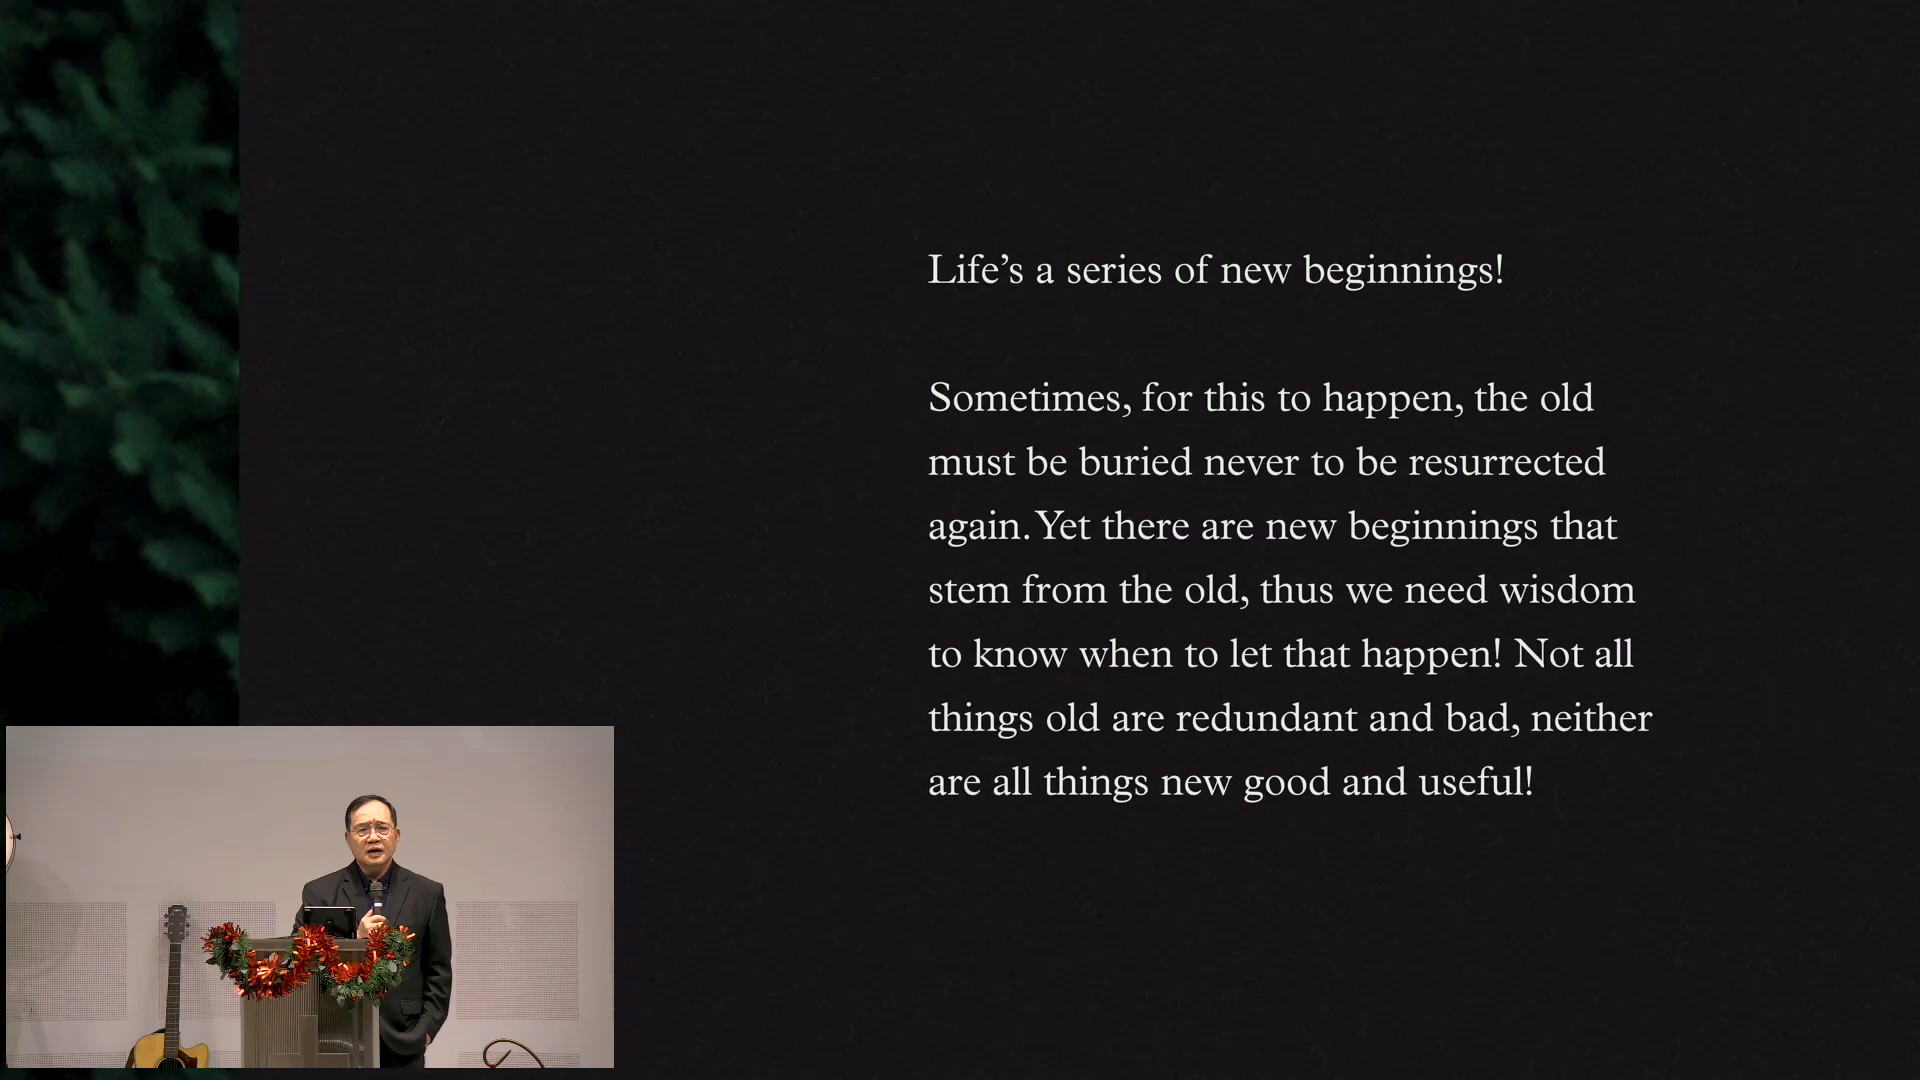 Life’s a series of new beginnings!
Sometimes, for this to happen, the old
must be buried never to be resurrected
again. Yet there are new beginnings that
stem from the old, thus we need wisdom
to know when to let that happen! Not all
things old are redundant and bad, neither
are all things new good and useful!